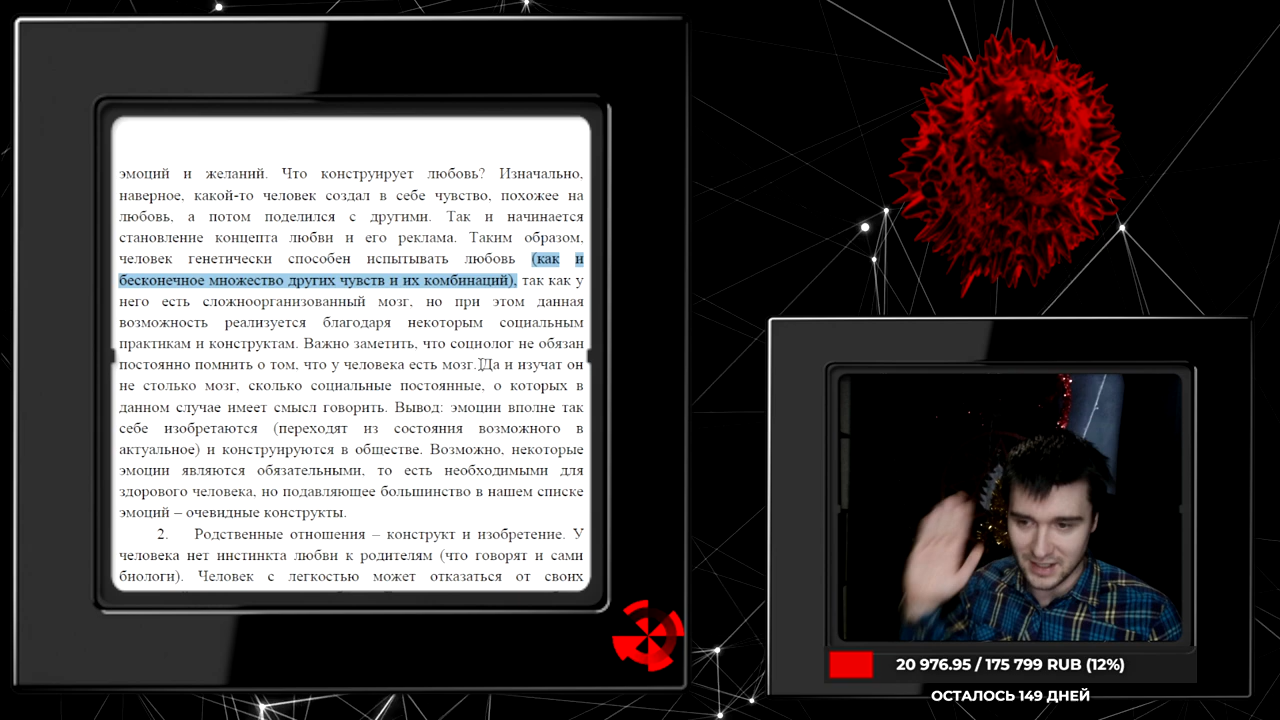 эмоций и желаний. Что конструирует любовь? Изначально,
наверное, какой-то человек создал в себе чувство, похожее на
любовь, а потом поделился с другими. Так и начинается
становление концепта любви и его реклама. Таким образом,
человек генетически способен испытывать любовь (как и
бесконечное множество других чувств и их комбинаций), так как у
него есть сложноорганизованный мозг, но при этом данная
возможность реализуется благодаря некоторым социальным
практикам и конструктам. Важно заметить, что социолог не обязан
постоянно помнить о том, что у человека есть мозг. Да и изучат он
не столько мозг, сколько социальные постоянные, о которых в
данном случае имеет смысл говорить. Вывод: эмоции вполне так
себе изобретаются (переходят из состояния возможного в
актуальное) и конструируются в обществе. Возможно, некоторые
эмоции являются обязательными, то есть необходимыми для
здорового человека, но подавляющее большинство в нашем списке
эмоций – очевидные конструкты.
2. Родственные отношения – конструкт и изобретение. У
человека нет инстинкта любви к родителям (что говорят и сами
биологи). Человек с легкостью может отказаться от своих
20 976.95 / 175 799 RUB (12%)
ОСТАЛОСЬ 149 ДНЕЙ